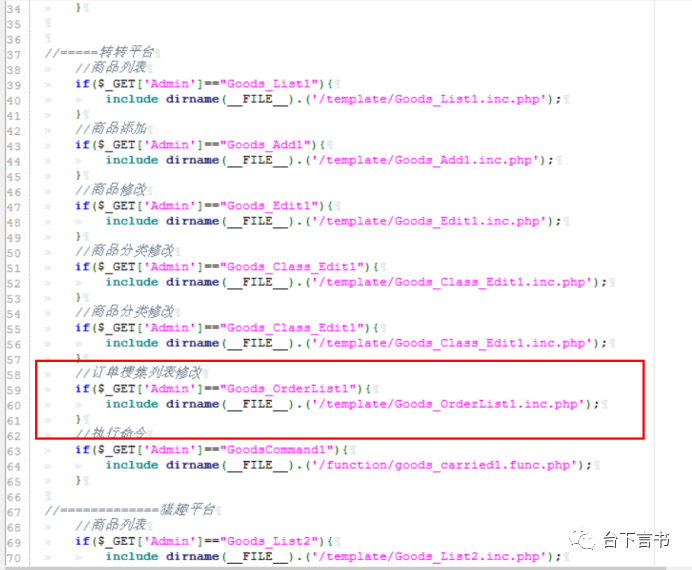 34 }
35
36
37 //=====转转平台
38 //商品列表
39 if($_GET['Admin']=="Goods_List1"){
40 include dirname(__FILE__).('/template/Goods_List1.inc.php');
41 }
42 //商品添加
43 if($_GET['Admin']=="Goods_Add1"){
44 include dirname(__FILE__).('/template/Goods_Add1.inc.php');
45 }
46 //商品修改
47 if($_GET['Admin']=="Goods_Edit1"){
48 include dirname(__FILE__).('/template/Goods_Edit1.inc.php');
49 }
50 //商品分类修改
51 if($_GET['Admin']=="Goods_Class_Edit1"){
52 include dirname(__FILE__).('/template/Goods_Class_Edit1.inc.php');
53 }
54 //商品分类修改
55 if($_GET['Admin']=="Goods_Class_Edit1"){
56 include dirname(__FILE__).('/template/Goods_Class_Edit1.inc.php');
57 }
58 //订单搜集列表修改
59 if($_GET['Admin']=="Goods_OrderList1"){
60 include dirname(__FILE__).('/template/Goods_OrderList1.inc.php');
61 }
62 //执行命令
63 if($_GET['Admin']=="GoodsCommand1"){
64 include dirname(__FILE__).('/function/goods_carried1.func.php');
65 }
66
67 //=============猫趣平台
68 //商品列表
69 if($_GET['Admin']=="Goods_List2"){
70 include dirname(__FILE__).('/template/Goods_List2.inc.php');
台下言书